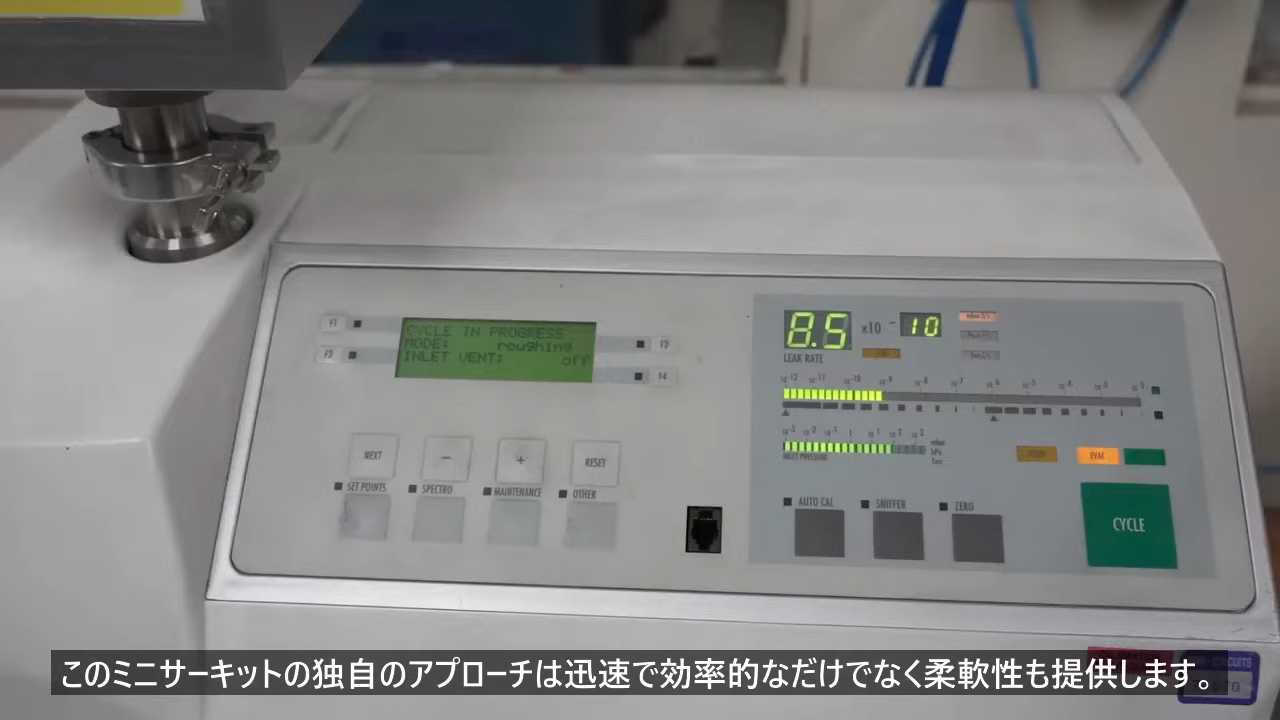 F1
CYCLE IN PROGRESS
MODE: roughing
INLET VENT: off
F2
F3
F4
8.5 x10 - 10
LEAK RATE
INLET PRESSURE
EVAC
NEXT
-
+
RESET
SET POINTS
SPECTRO
MAINTENANCE
OTHER
AUTO CAL
SNIFFER
ZERO
CYCLE
このミニサーキットの独自のアプローチは迅速で効率的なだけでなく柔軟性も提供します。